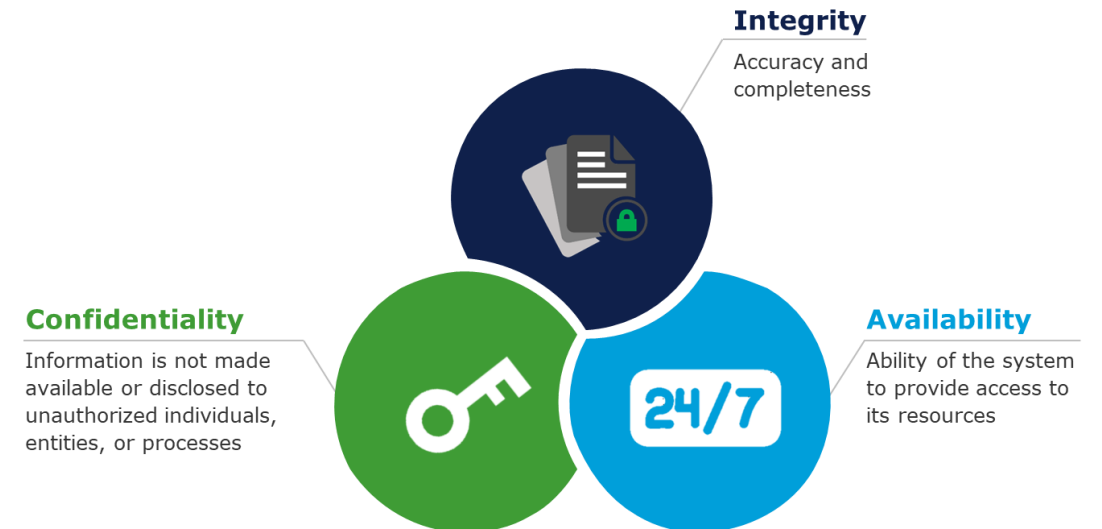 Integrity
Accuracy and
completeness
Confidentiality
Information is not made
available or disclosed to
unauthorized individuals,
entities, or processes
24/7
Availability
Ability of the system
to provide access to
its resources